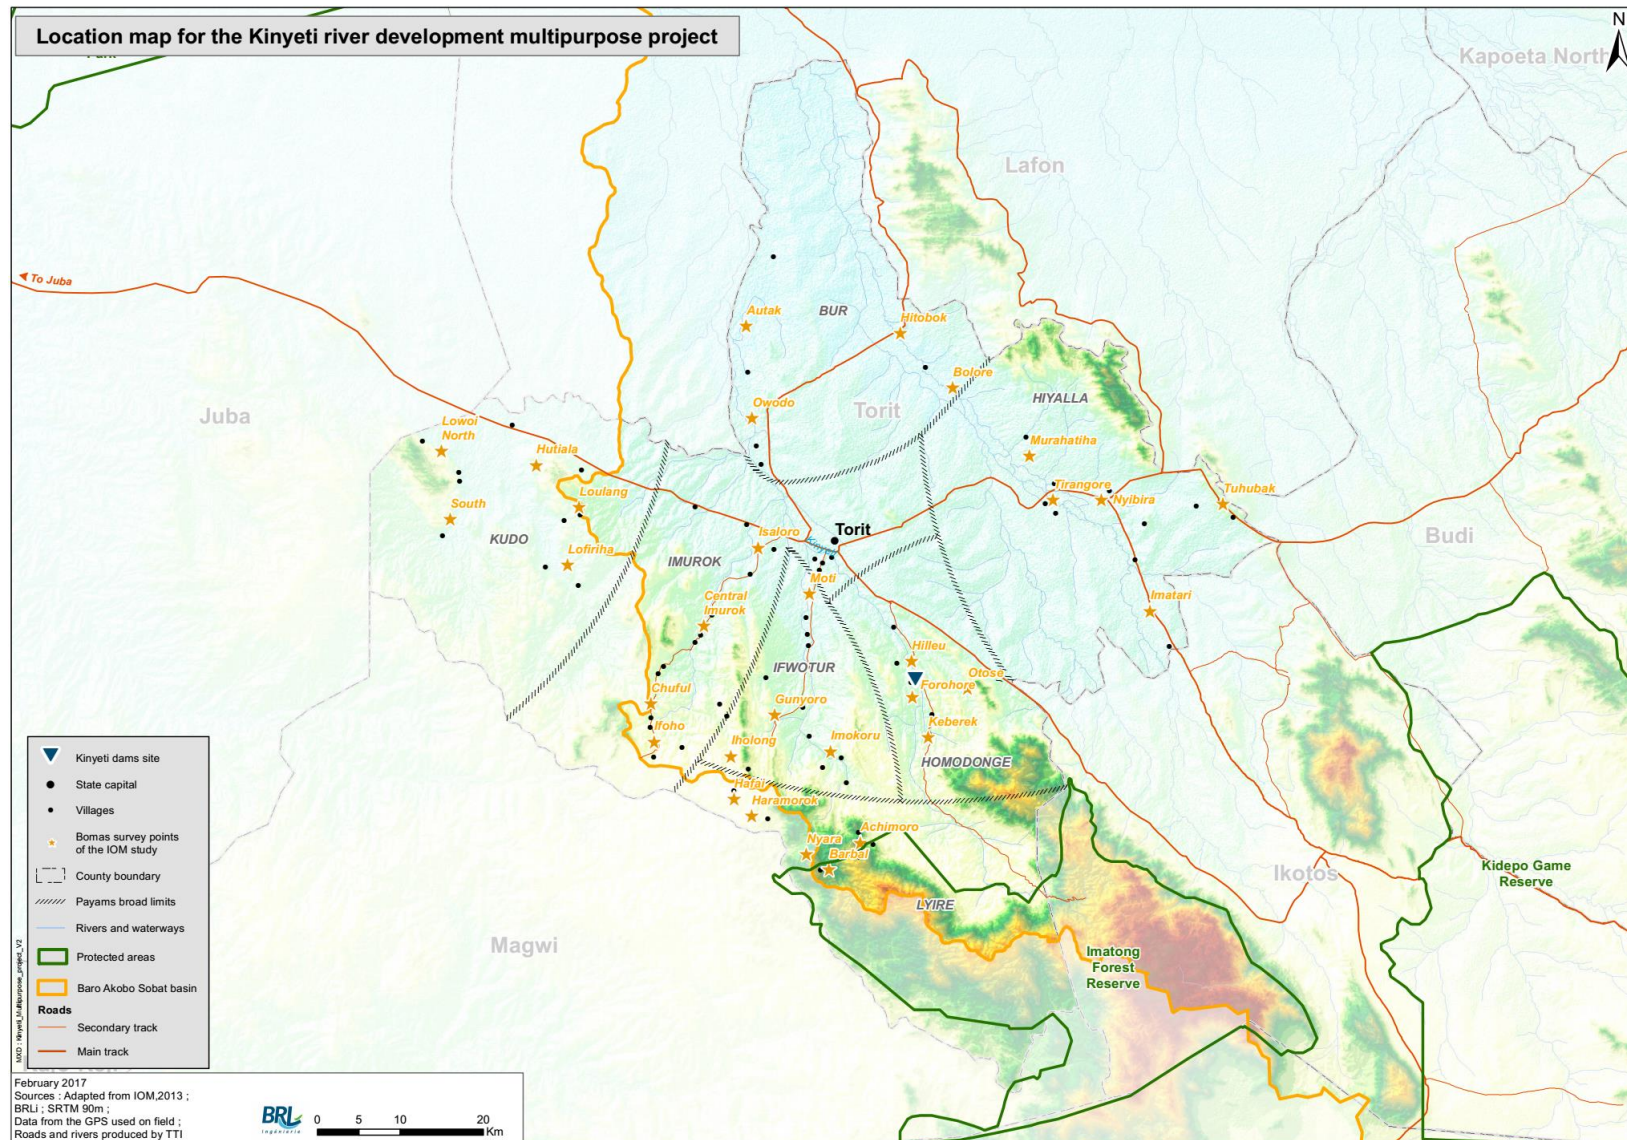 Location map for the Kinyeti river development multipurpose project
N
Kapoeta North
Lafon
To Juba
Autak
BUR
Hitobok
Bolore
HIYALLA
Owodo
Torit
Juba
Lowoi
North
Hutiala
Murahatiha
South
Loulang
Tirangore
Nyibira
Tuhubak
KUDO
Isaloro
Torit
Kinyeti
Budi
Lofiriha
IMUROK
Moti
Central
Imurok
Imatari
Hilleu
IFWOTUR
Otose
Chuful
Forohore
Gunyoro
Ifoho
Keberek
Iholong
Imokoru
HOMODONGE
Hafai
Haramorok
Achimoro
Nyara
Barbal
Ikotos
Kidepo Game
Reserve
LYIRE
Magwi
Imatong
Forest
Reserve
Kinyeti dams site
State capital
Villages
Bomas survey points
of the IOM study
County boundary
Payams broad limits
Rivers and waterways
Protected areas
Baro Akobo Sobat basin
Roads
Secondary track
Main track
MXD : Kinyeti_Multipurpose_project_V2
February 2017
Sources : Adapted from IOM,2013 ;
BRLi ; SRTM 90m ;
Data from the GPS used on field ;
Roads and rivers produced by TTI
BRL
Ingénierie
0 5 10 20
Km